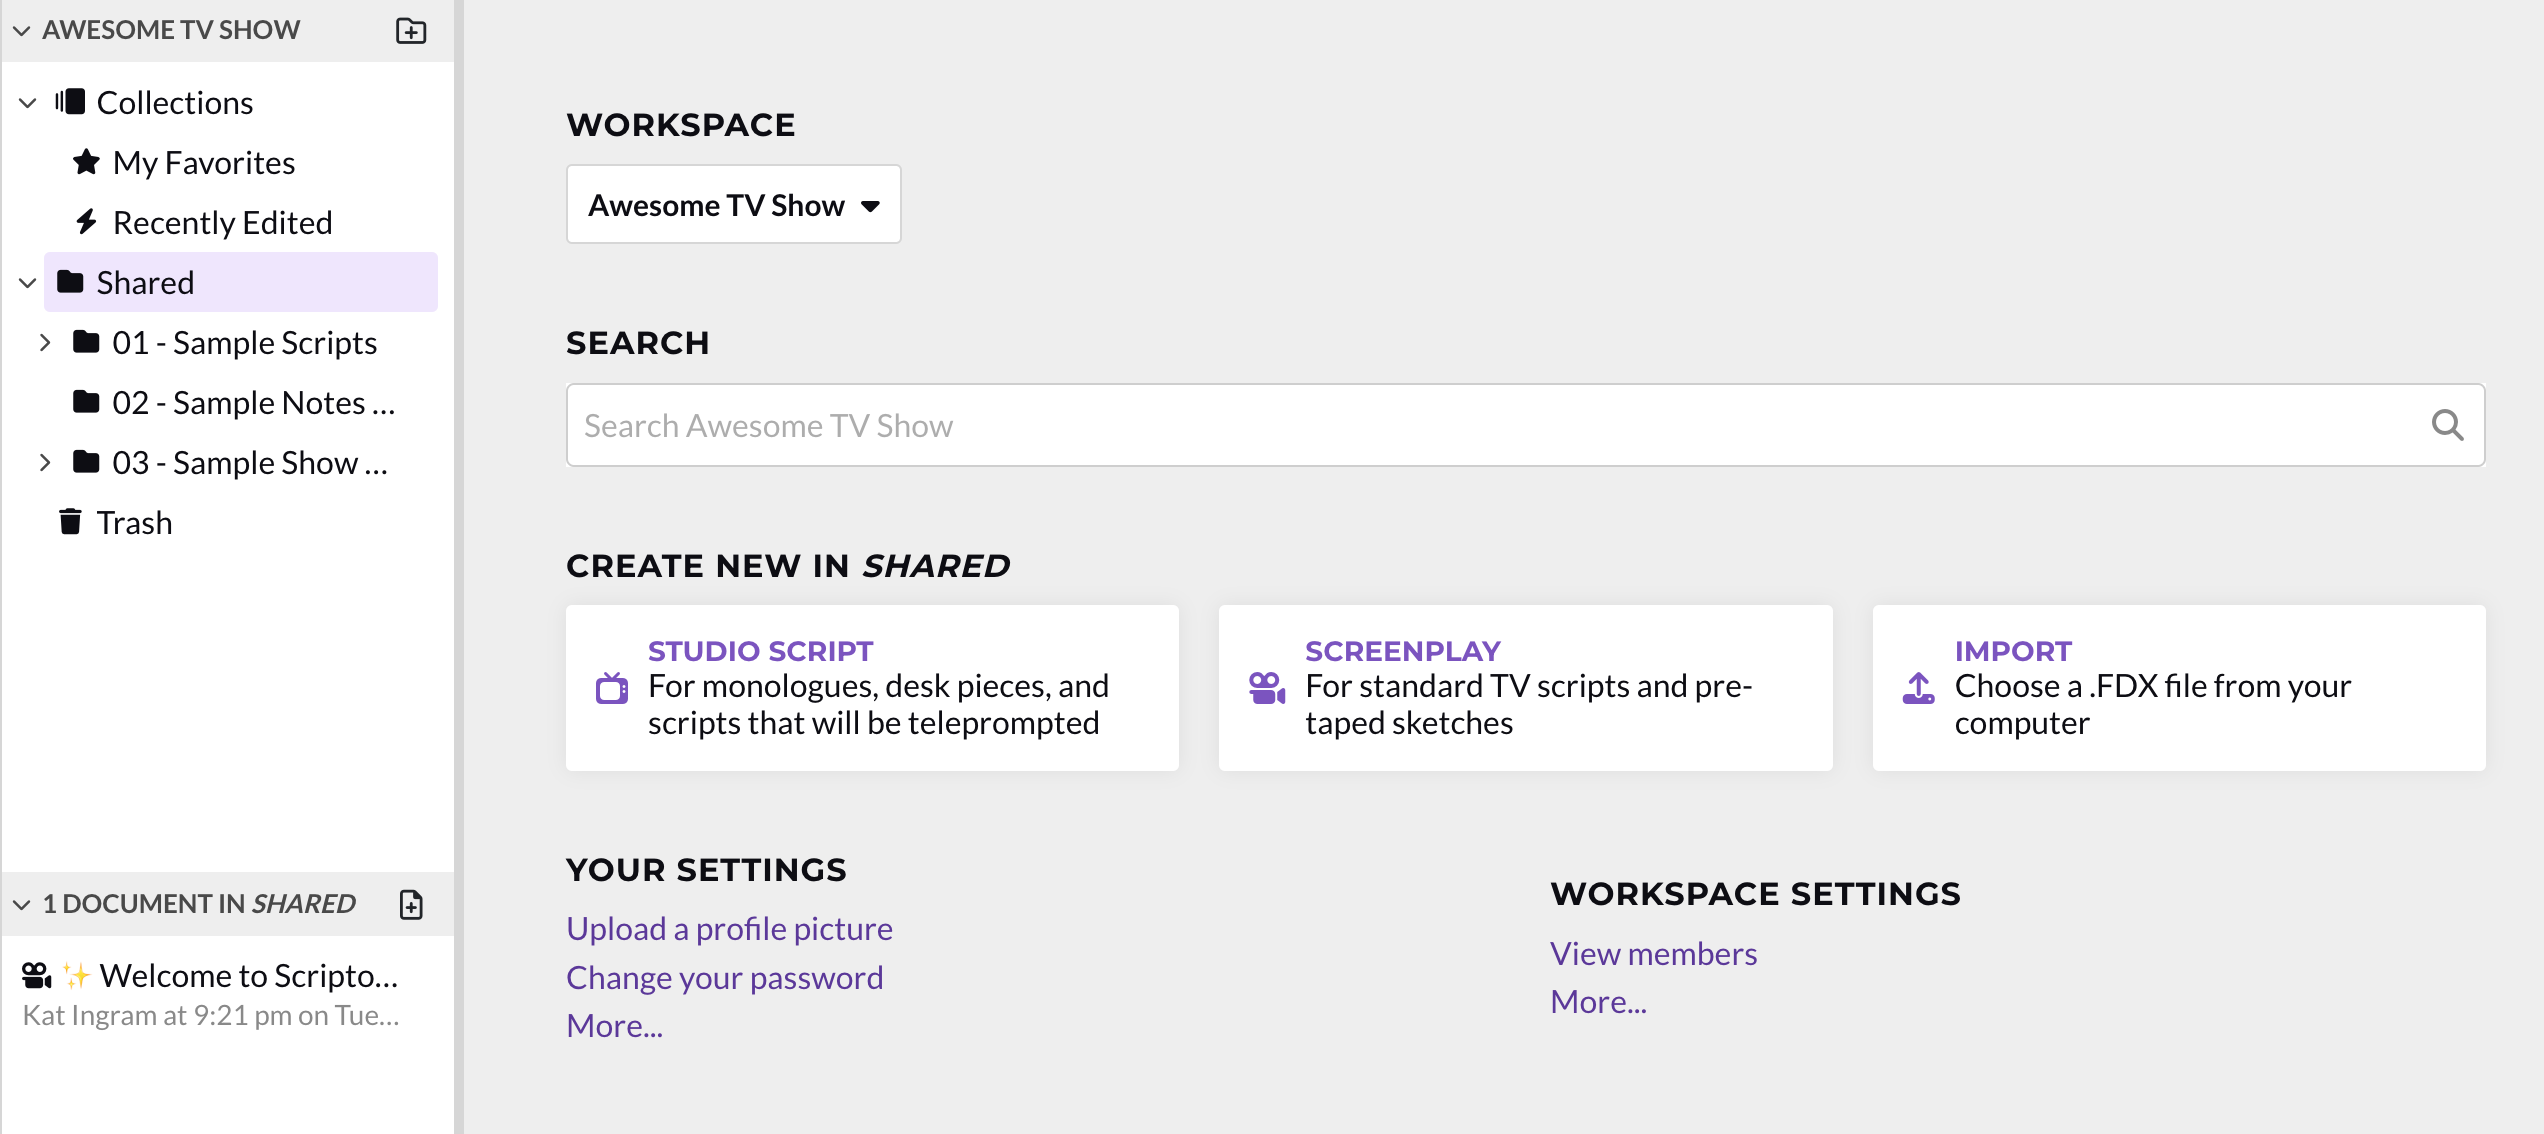 AWESOME TV SHOW
Collections
My Favorites
Recently Edited
Shared
01 - Sample Scripts
02 - Sample Notes ...
03 - Sample Show ...
Trash
1 DOCUMENT IN SHARED
✨ Welcome to Scripto...
Kat Ingram at 9:21 pm on Tue...
WORKSPACE
Awesome TV Show
SEARCH
Search Awesome TV Show
CREATE NEW IN SHARED
STUDIO SCRIPT
For monologues, desk pieces, and
scripts that will be teleprompted
SCREENPLAY
For standard TV scripts and pre-
taped sketches
IMPORT
Choose a .FDX file from your
computer
YOUR SETTINGS
Upload a profile picture
Change your password
More...
WORKSPACE SETTINGS
View members
More...